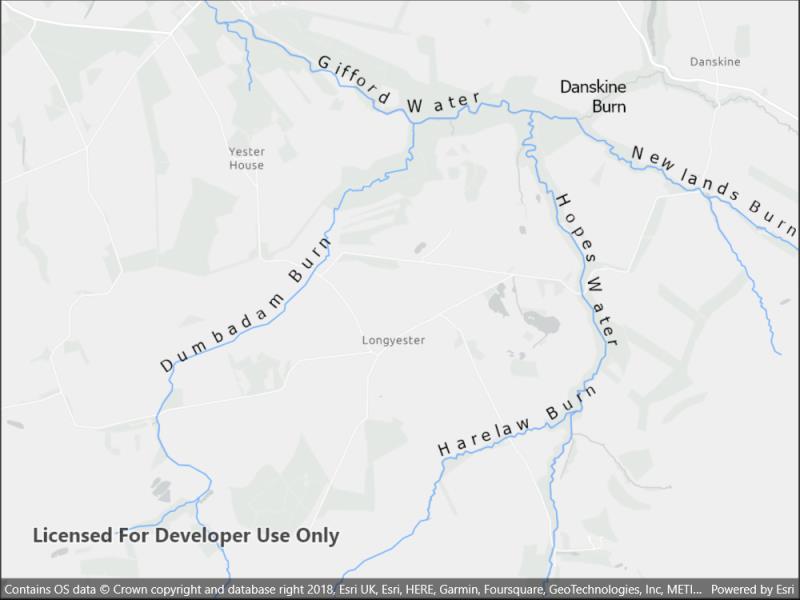 Gifford Water
Danskine
Danskine
Burn
Yester
House
Newlands Burn
Hopes Water
Dumbadam Burn
Longyester
Harelaw Burn
Licensed For Developer Use Only
Contains OS data © Crown copyright and database right 2018, Esri UK, Esri, HERE, Garmin, Foursquare, GeoTechnologies, Inc, METI... Powered by Esri